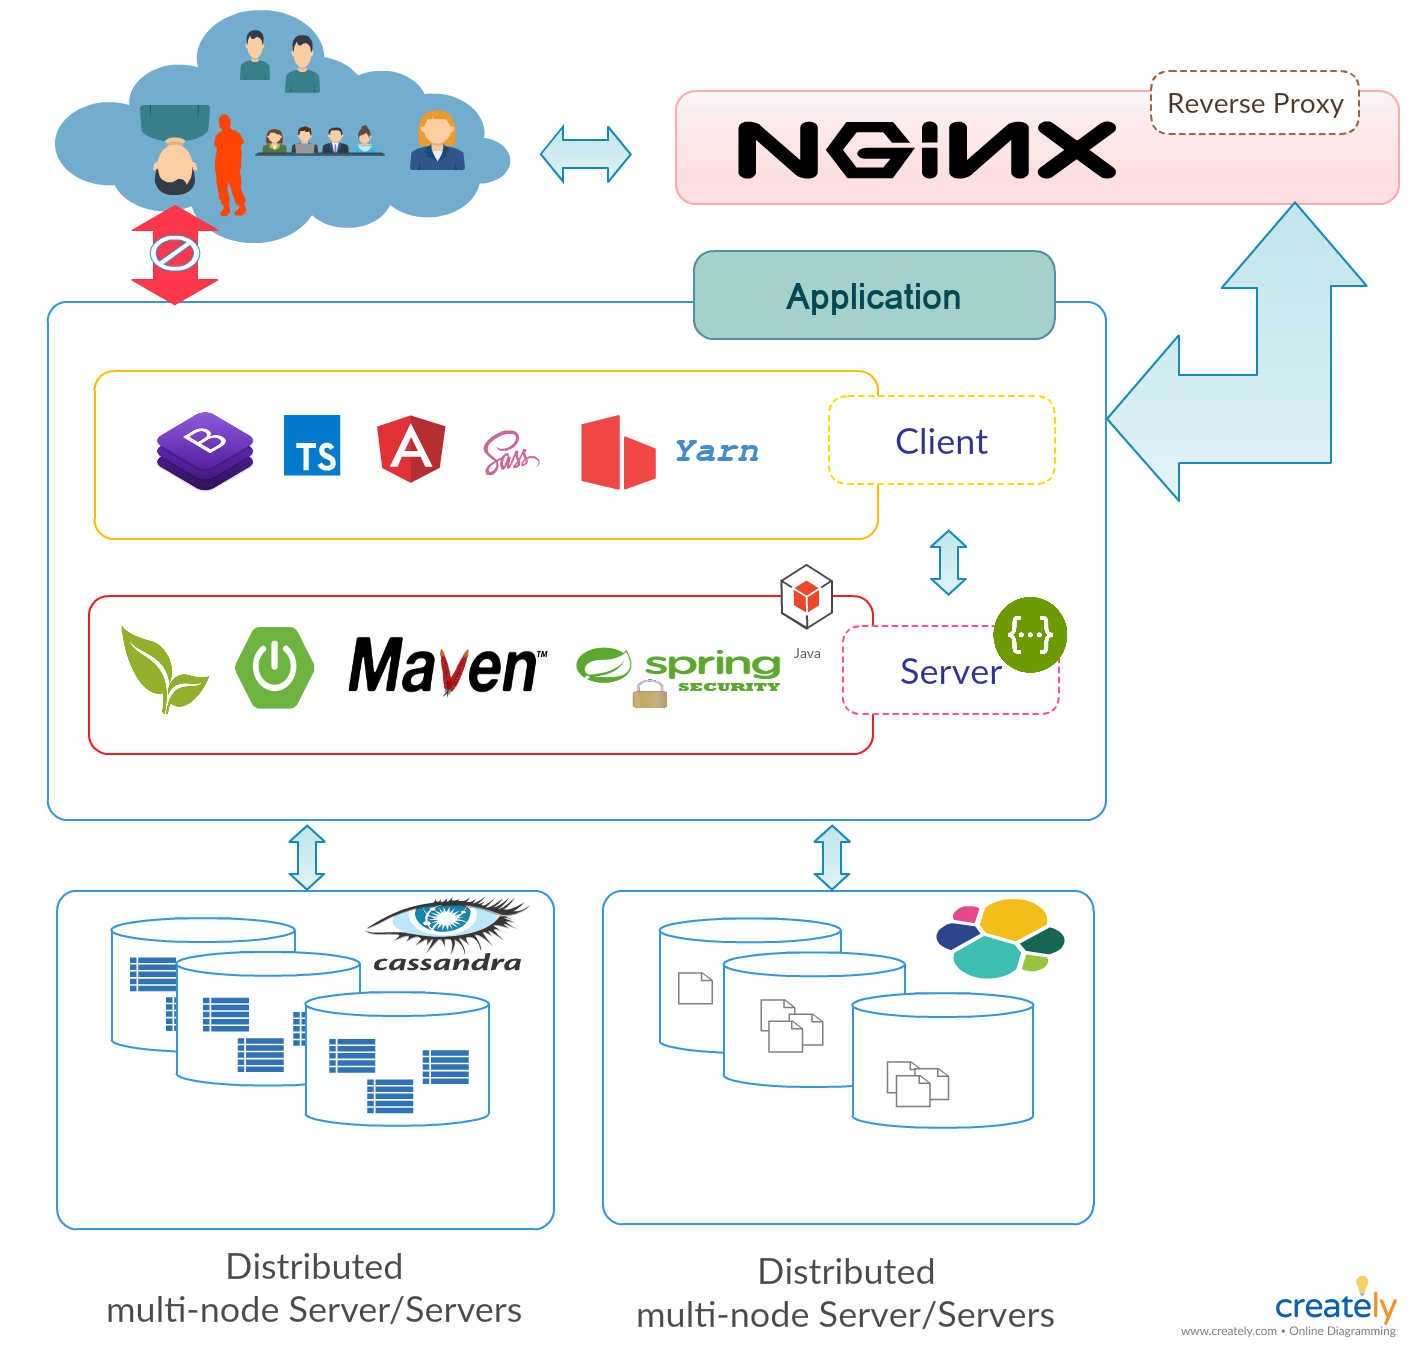 Reverse Proxy
NGiNX
Application
B
TS
A
Sass
Yarn
Client
Java
Maven™
spring
SECURITY
{...}
Server
cassandra
Distributed
multi-node Server/Servers
Distributed
multi-node Server/Servers
creately
www.creately.com • Online Diagramming